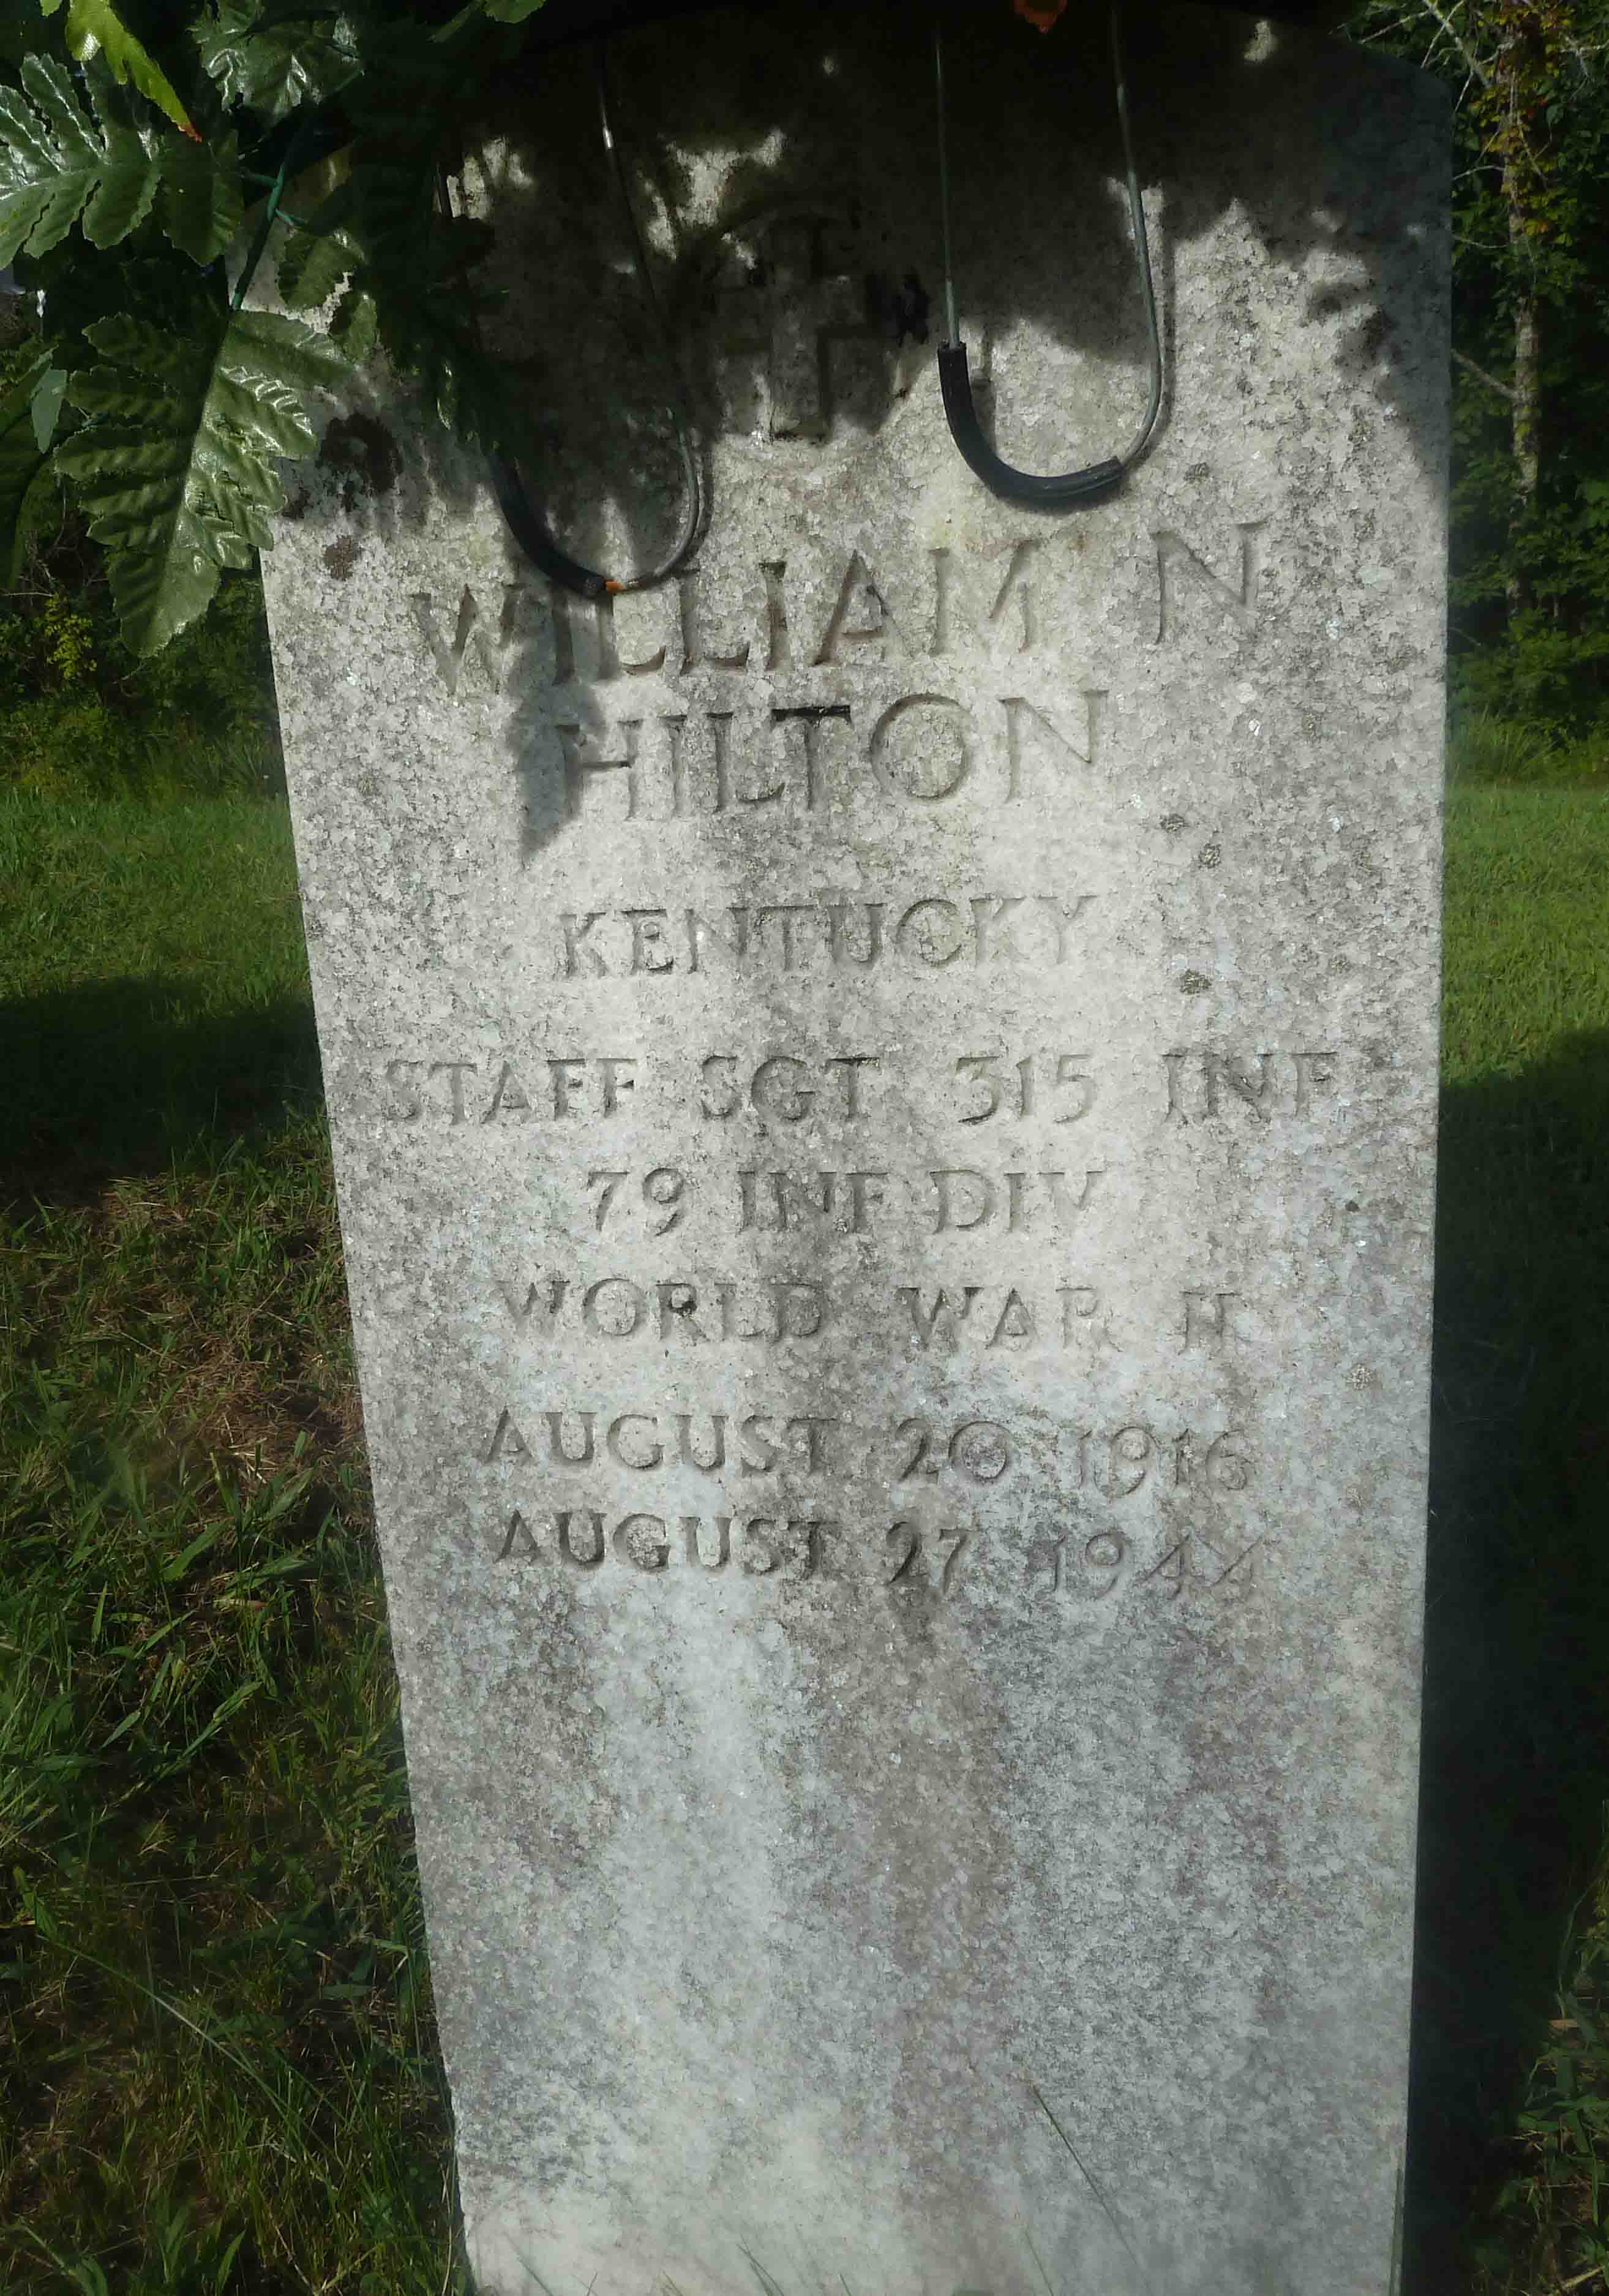 WILLIAM N
HILTON
KENTUCKY
STAFF SGT 315 INF
79 INF DIV
WORLD WAR II
AUGUST 20 1916
AUGUST 27 1944